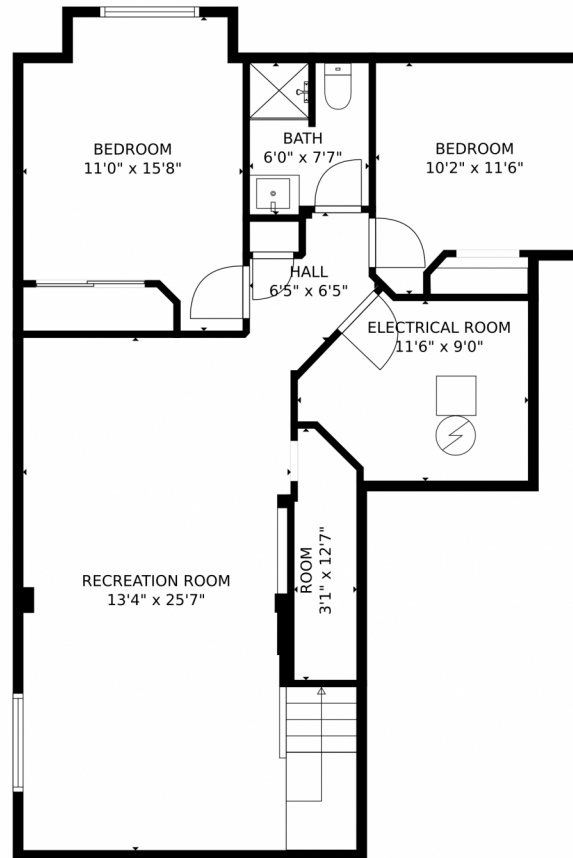 BEDROOM
11'0" x 15'8"
BATH
6'0" x 7'7"
BEDROOM
10'2" x 11'6"
HALL
6'5" x 6'5"
ELECTRICAL ROOM
11'6" x 9'0"
RECREATION ROOM
13'4" x 25'7"
ROOM
3'1" x 12'7"